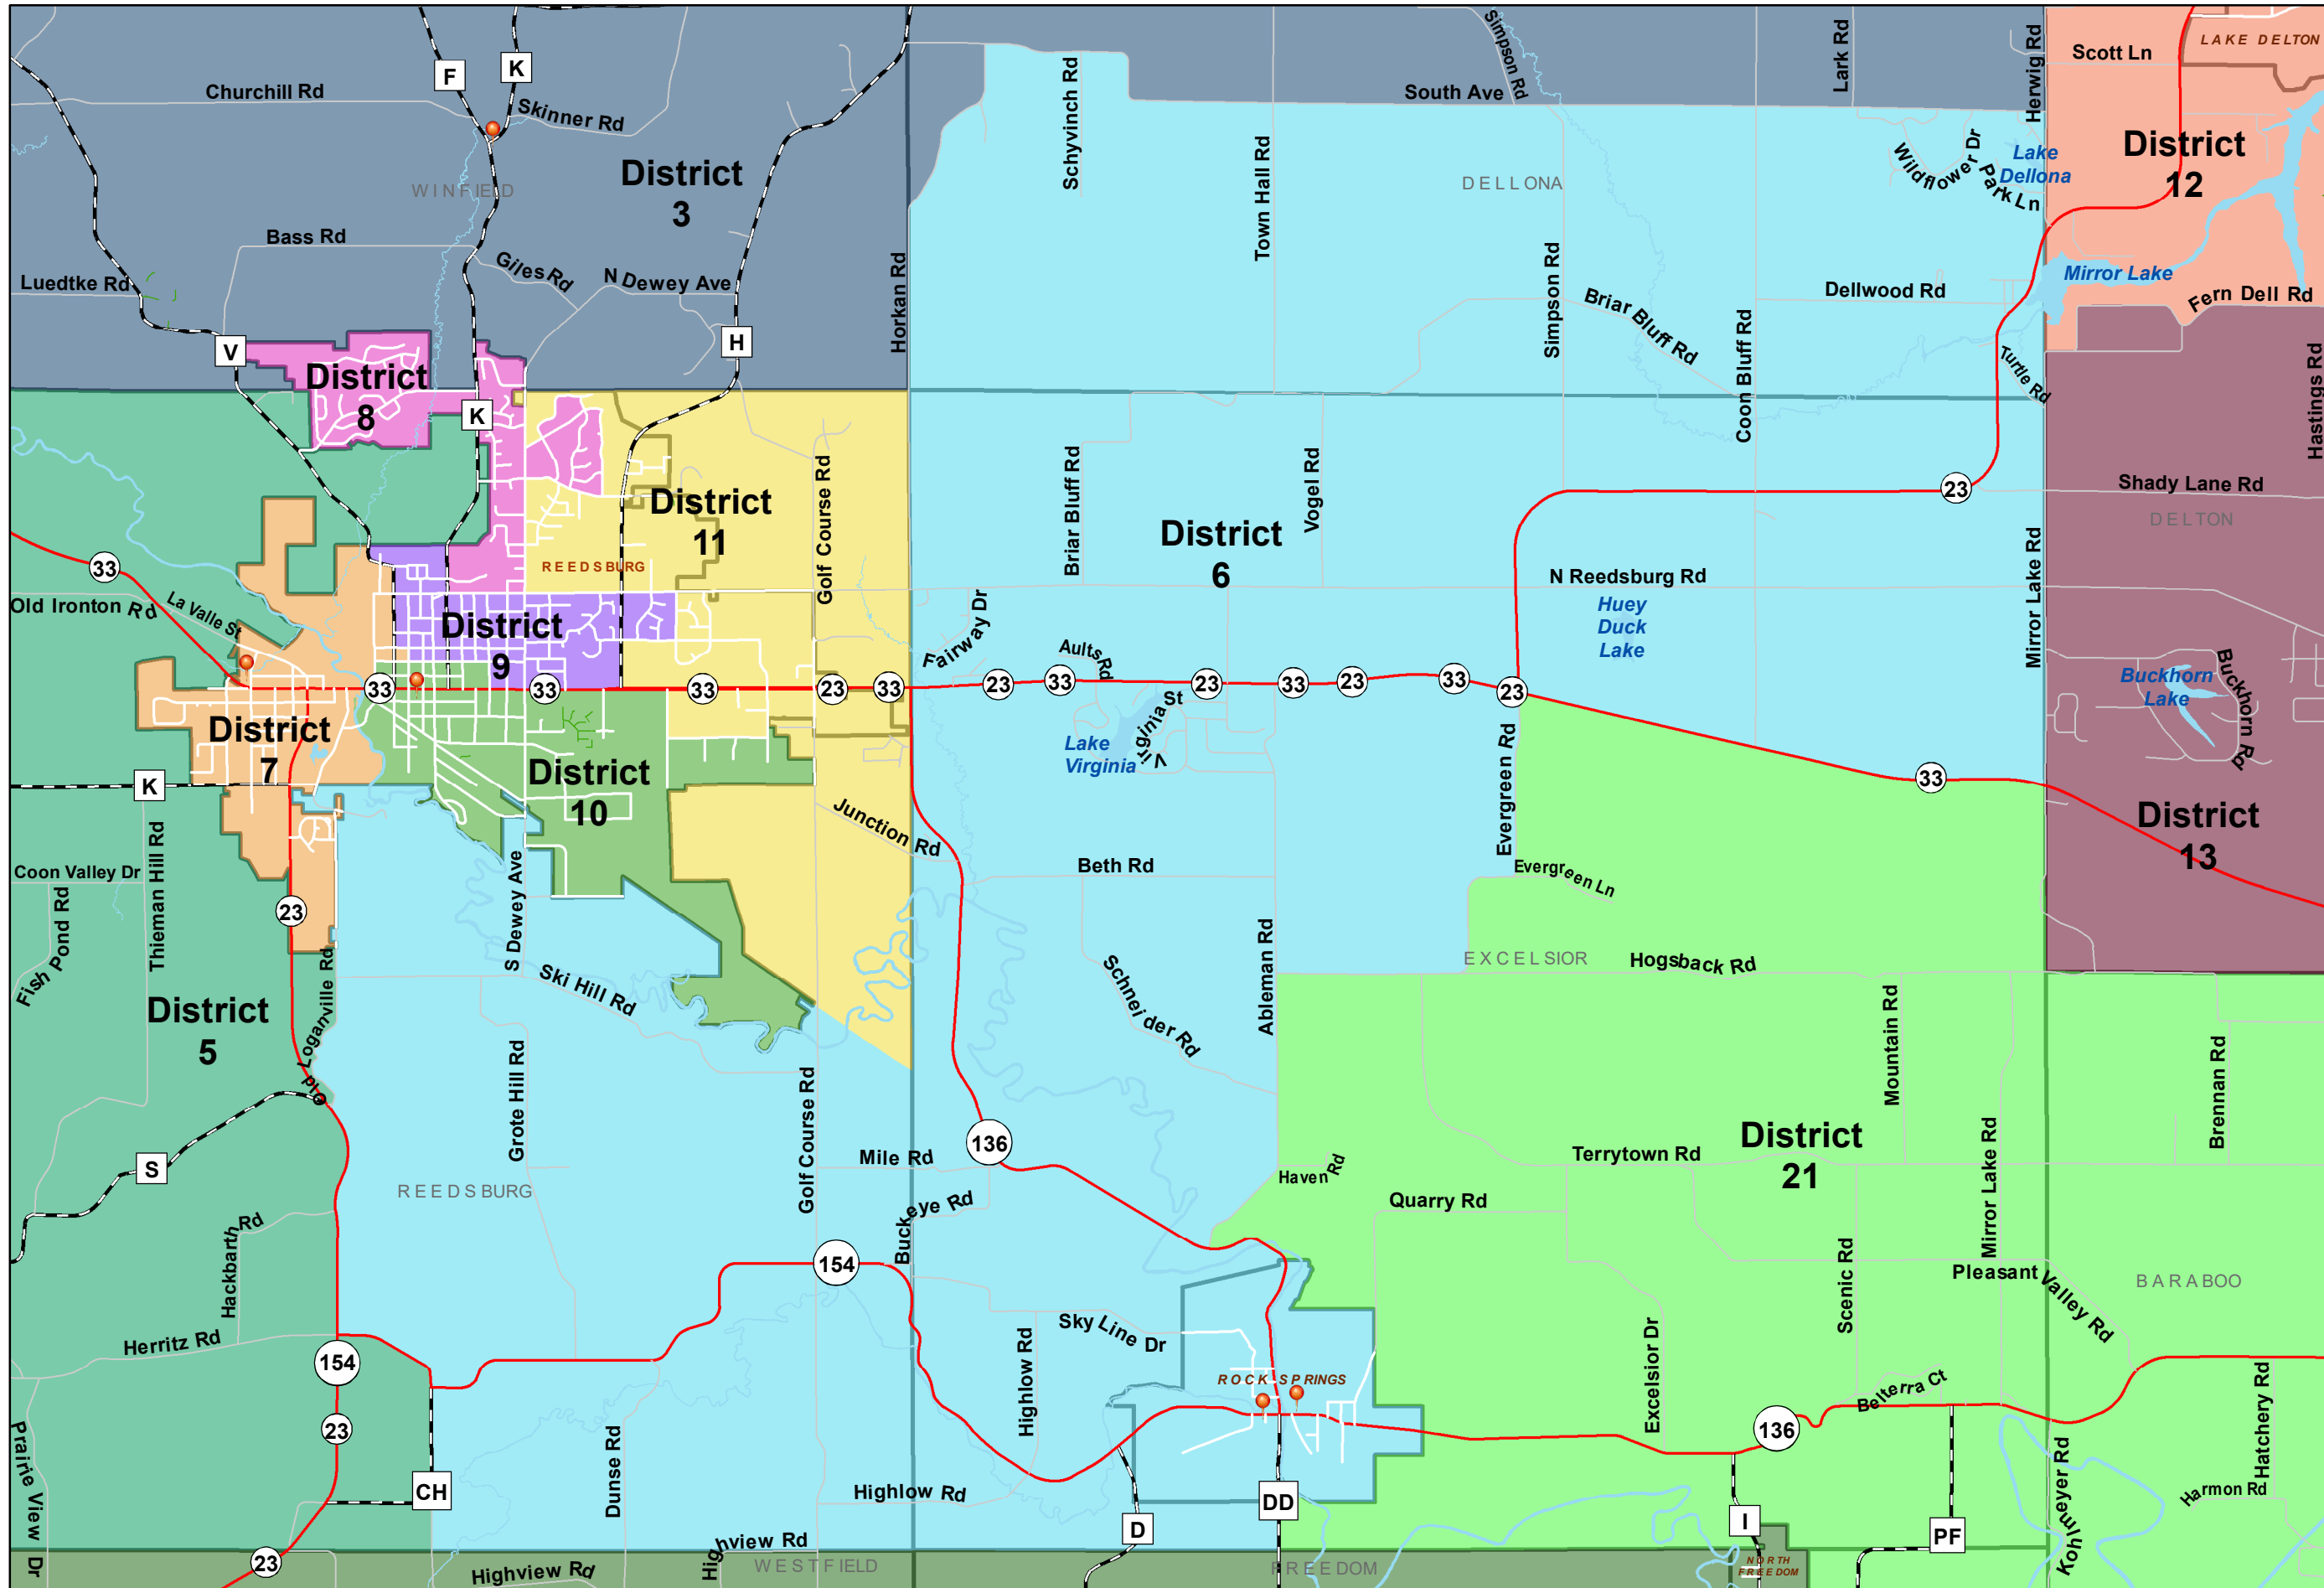 LAKE DELTON
Scott Ln
Herwig Rd
Lark Rd
Simpson Rd
South Ave
Schyvinch Rd
F
K
Churchill Rd
Skinner Rd
District
3
WINFIELD
Town Hall Rd
DELLONA
Wildflower Dr
Park Ln
Lake
Dellona
District
12
Bass Rd
Giles Rd
N Dewey Ave
Luedtke Rd
Horkan Rd
Simpson Rd
Briar Bluff Rd
Coon Bluff Rd
Dellwood Rd
Mirror Lake
Fern Dell Rd
Turtle Rd
Hastings Rd
V
H
District
8
K
Golf Course Rd
Briar Bluff Rd
Vogel Rd
23
Shady Lane Rd
DELTON
District
11
District
6
REEDSBURG
33
Old Ironton Rd
La Valle St
N Reedsburg Rd
Huey
Duck
Lake
Mirror Lake Rd
District
9
Fairway Dr
Aults Rd
Buckhorn
Lake
Buckhorn Rd
33
33
33
23
33
23
33
23
33
23
33
23
Virginia St
Lake
Virginia
District
7
K
District
10
Evergreen Rd
33
District
13
Junction Rd
Thieman Hill Rd
Coon Valley Dr
Fish Pond Rd
23
S Dewey Ave
Beth Rd
Evergreen Ln
Ableman Rd
EXCELSIOR
Hogsback Rd
Ski Hill Rd
Schneider Rd
District
5
Old Loganville Rd
Grote Hill Rd
Golf Course Rd
Mountain Rd
Brennan Rd
136
District
21
Mile Rd
Haven Rd
Terrytown Rd
Mirror Lake Rd
S
REEDSBURG
Buckeye Rd
Quarry Rd
Hackbarth Rd
154
Scenic Rd
Pleasant Valley Rd
BARABOO
Herritz Rd
154
Sky Line Dr
Highlow Rd
Excelsior Dr
ROCK SPRINGS
Belterra Ct
Hatchery Rd
136
23
Prairie View Dr
Dunse Rd
CH
Highlow Rd
DD
D
I
PF
Kohlmeyer Rd
Harmon Rd
23
Highview Rd
Highview Rd
WESTFIELD
FREEDOM
NORTH
FREEDOM